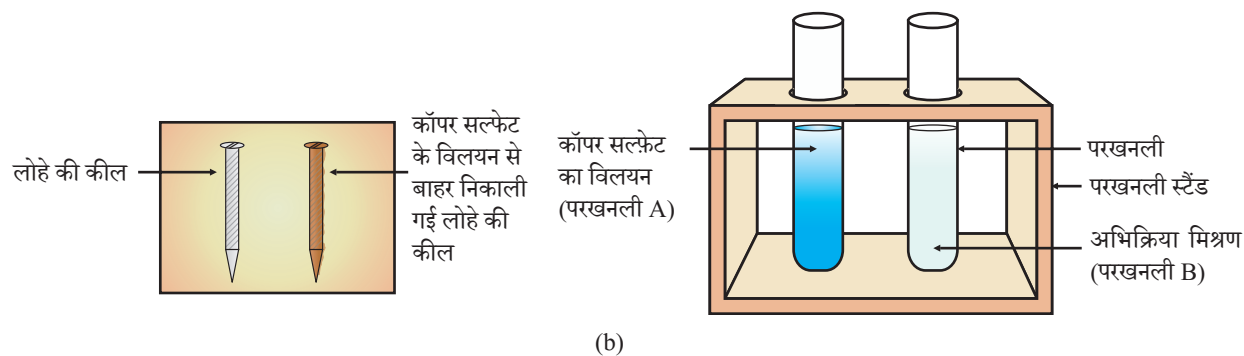 लोहे की कील
कॉपर सल्फेट
के विलयन से
बाहर निकाली
गई लोहे की
कील
कॉपर सल्फ़ेट
का विलयन
(परखनली A)
परखनली
परखनली स्टैंड
अभिक्रिया मिश्रण
(परखनली B)
(b)